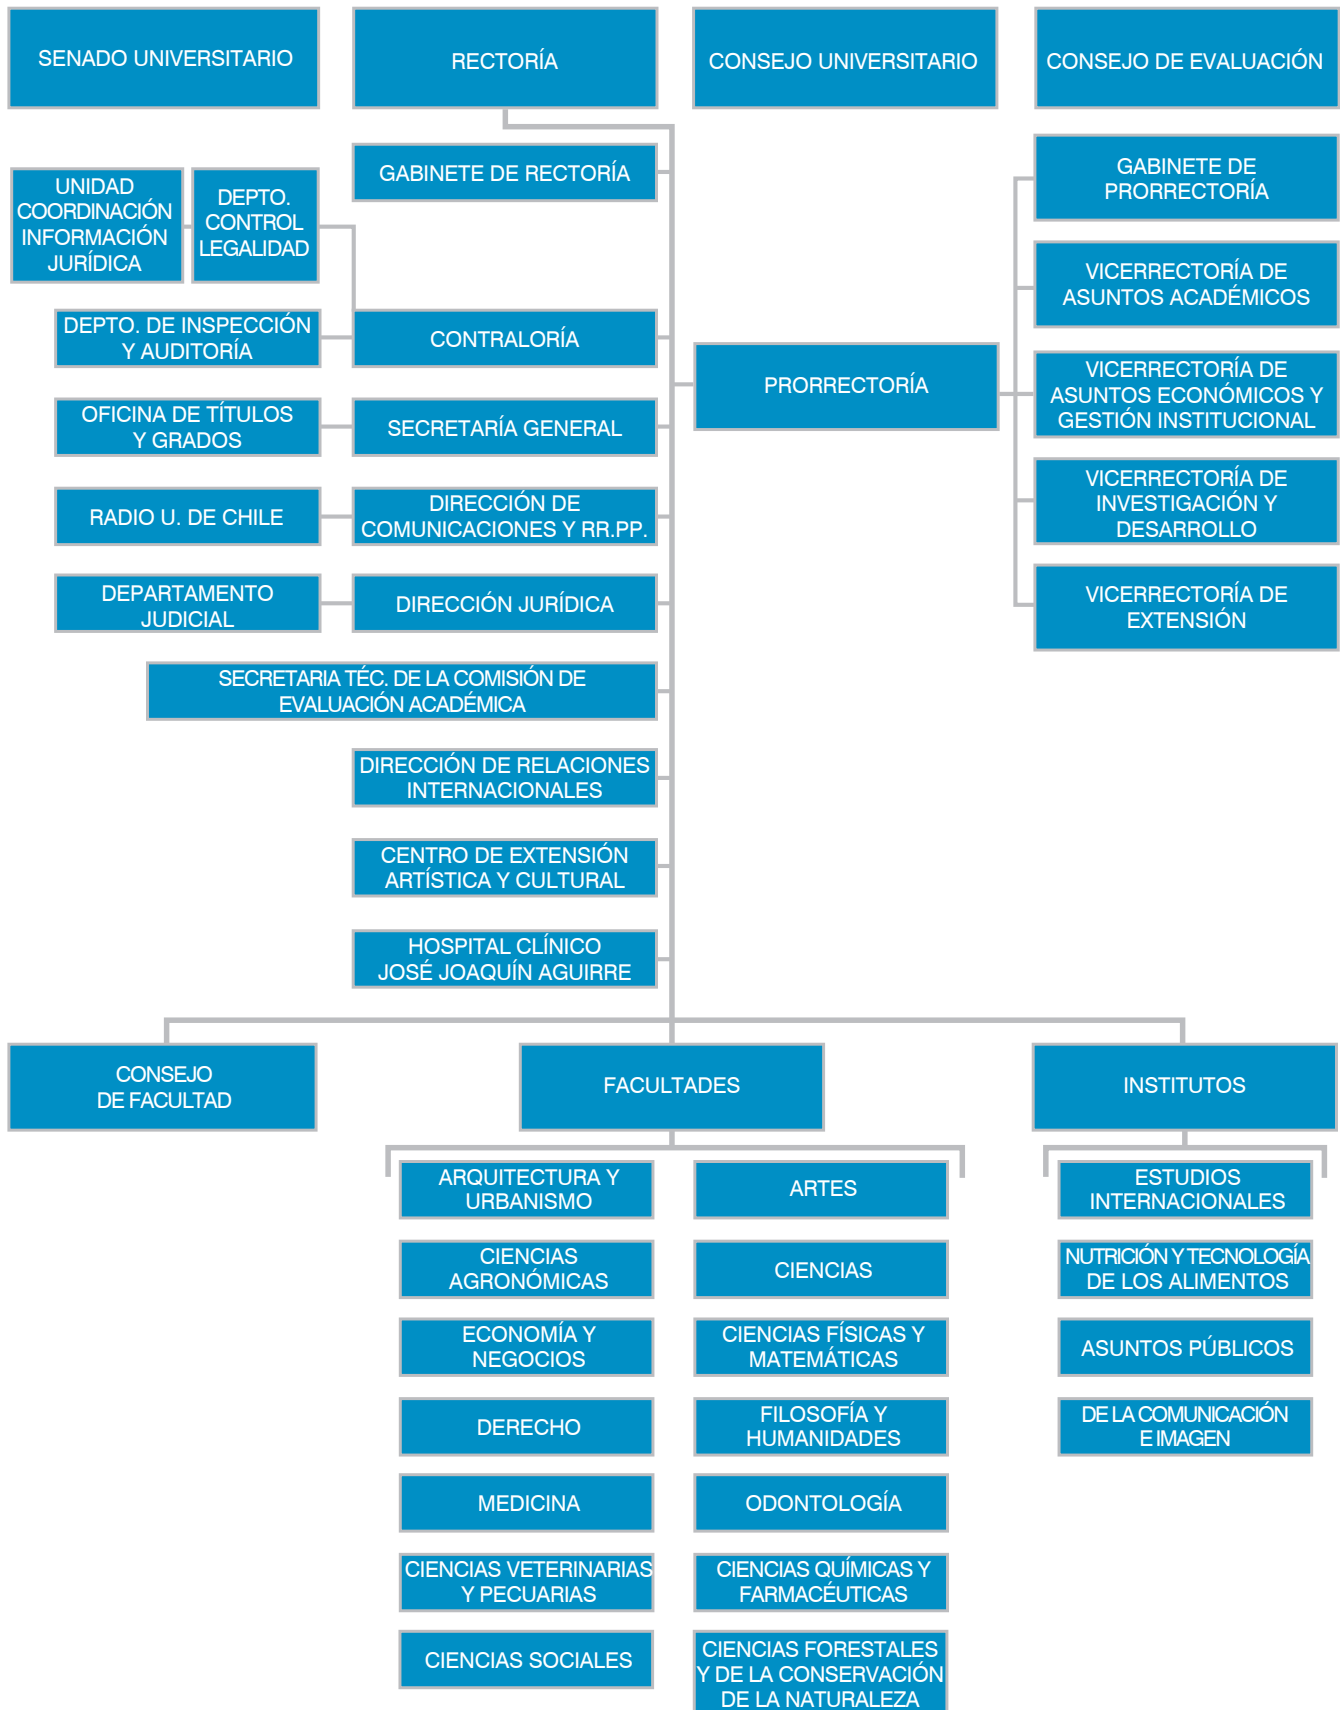 SENADO UNIVERSITARIO
RECTORÍA
CONSEJO UNIVERSITARIO
CONSEJO DE EVALUACIÓN
GABINETE DE RECTORÍA
GABINETE DE
PRORRECTORÍA
UNIDAD
COORDINACIÓN
INFORMACIÓN
JURÍDICA
DEPTO.
CONTROL
LEGALIDAD
VICERRECTORÍA DE
ASUNTOS ACADÉMICOS
DEPTO. DE INSPECCIÓN
Y AUDITORÍA
CONTRALORÍA
PRORRECTORÍA
VICERRECTORÍA DE
ASUNTOS ECONÓMICOS Y
GESTIÓN INSTITUCIONAL
OFICINA DE TÍTULOS
Y GRADOS
SECRETARÍA GENERAL
VICERRECTORÍA DE
INVESTIGACIÓN Y
DESARROLLO
RADIO U. DE CHILE
DIRECCIÓN DE
COMUNICACIONES Y RR.PP.
DEPARTAMENTO
JUDICIAL
DIRECCIÓN JURÍDICA
VICERRECTORÍA DE
EXTENSIÓN
SECRETARIA TÉC. DE LA COMISIÓN DE
EVALUACIÓN ACADÉMICA
DIRECCIÓN DE RELACIONES
INTERNACIONALES
CENTRO DE EXTENSIÓN
ARTÍSTICA Y CULTURAL
HOSPITAL CLÍNICO
JOSÉ JOAQUÍN AGUIRRE
CONSEJO
DE FACULTAD
FACULTADES
INSTITUTOS
ARQUITECTURA Y
URBANISMO
ARTES
ESTUDIOS
INTERNACIONALES
CIENCIAS
AGRONÓMICAS
CIENCIAS
NUTRICIÓN Y TECNOLOGÍA
DE LOS ALIMENTOS
ECONOMÍA Y
NEGOCIOS
CIENCIAS FÍSICAS Y
MATEMÁTICAS
ASUNTOS PÚBLICOS
DERECHO
FILOSOFÍA Y
HUMANIDADES
DE LA COMUNICACIÓN
E IMAGEN
MEDICINA
ODONTOLOGÍA
CIENCIAS VETERINARIAS
Y PECUARIAS
CIENCIAS QUÍMICAS Y
FARMACÉUTICAS
CIENCIAS SOCIALES
CIENCIAS FORESTALES
Y DE LA CONSERVACIÓN
DE LA NATURALEZA